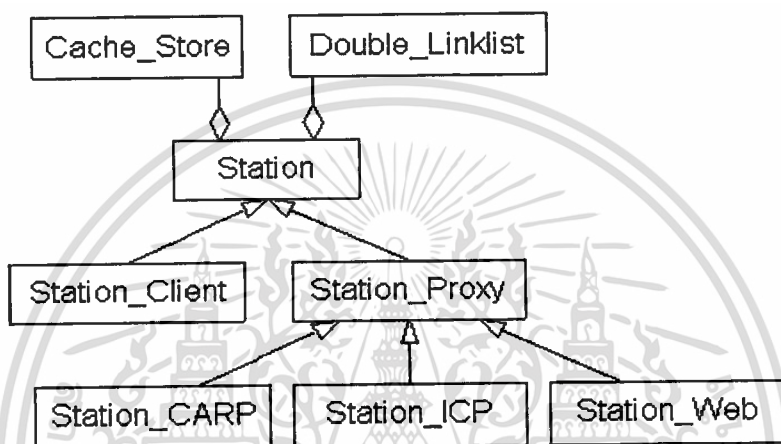 Cache_Store
Double_Linklist
Station
Station_Client
Station_Proxy
Station_CARP
Station_ICP
Station_Web